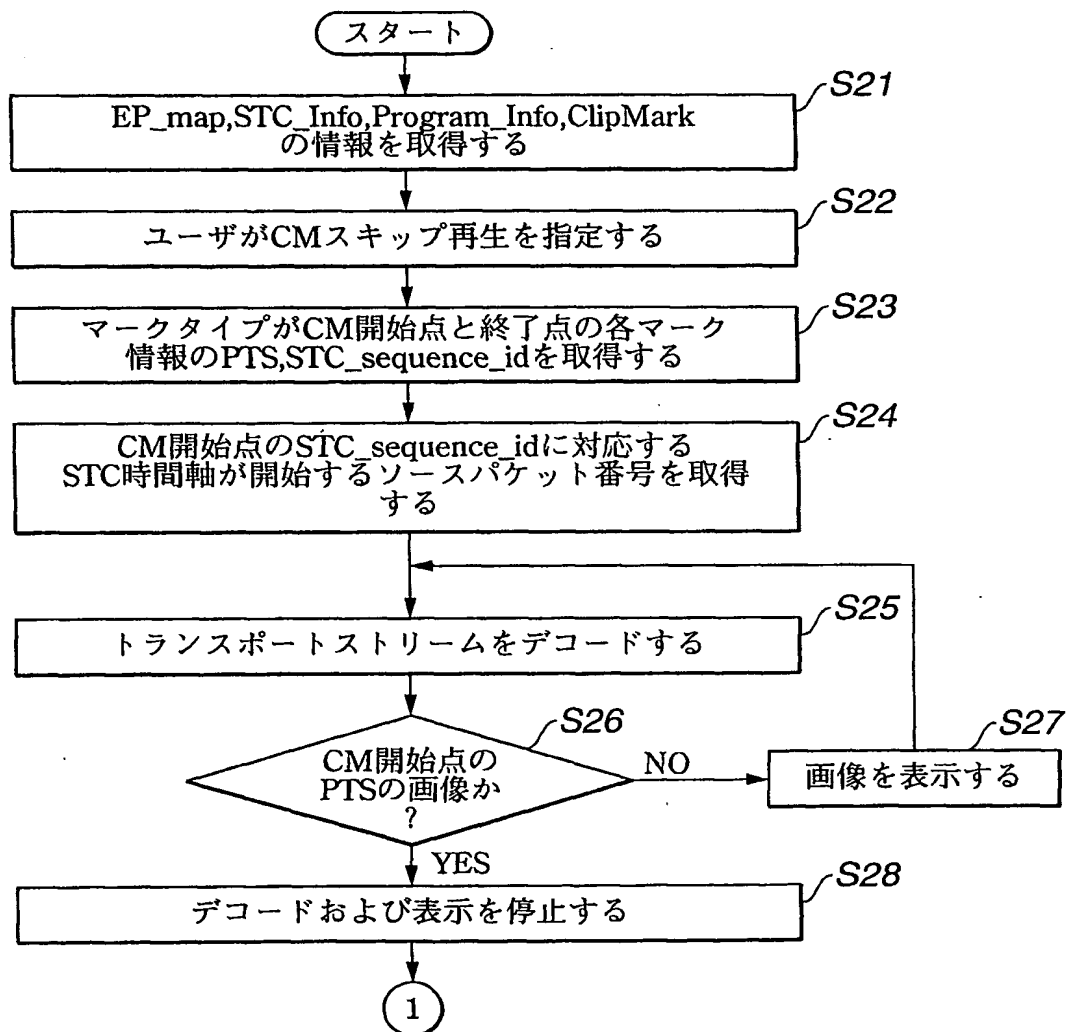 スタート
S21
EP_map,STC_Info,Program_Info,ClipMark
の情報を取得する
S22
ユーザがCMスキップ再生を指定する
S23
マークタイプがCM開始点と終了点の各マーク
情報のPTS,STC_sequence_idを取得する
S24
CM開始点のSTC_sequence_idに対応する
STC時間軸が開始するソースパケット番号を取得
する
S25
トランスポートストリームをデコードする
S26
CM開始点の
PTSの画像か
?
NO
S27
画像を表示する
YES
S28
デコードおよび表示を停止する
1